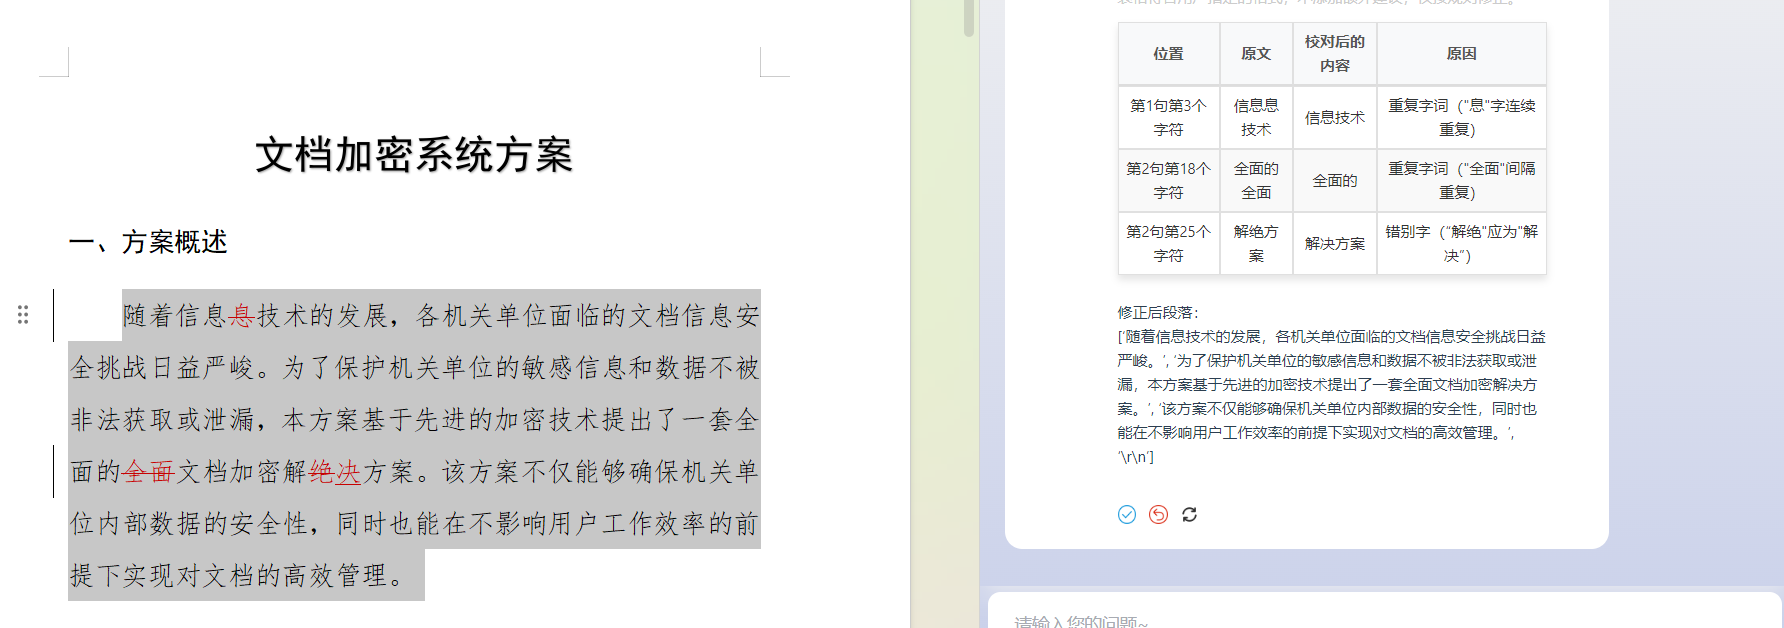 文档加密系统方案
一、方案概述
随着信息息技术的发展，各机关单位面临的文档信息安
全挑战日益严峻。为了保护机关单位的敏感信息和数据不被
非法获取或泄漏，本方案基于先进的加密技术提出了一套全
面的全面文档加密解绝决方案。该方案不仅能够确保机关单
位内部数据的安全性，同时也能在不影响用户工作效率的前
提下实现对文档的高效管理。
位置 原文 校对后的内容 原因
第1句第3个字符 信息息技术 信息技术 重复字词（"息"字连续重复）
第2句第18个字符 全面的全面 全面的 重复字词（"全面"间隔重复）
第2句第25个字符 解绝方案 解决方案 错别字（"解绝"应为"解决"）
修正后段落：
['随着信息技术的发展，各机关单位面临的文档信息安全挑战日益
严峻。', '为了保护机关单位的敏感信息和数据不被非法获取或泄
漏，本方案基于先进的加密技术提出了一套全面文档加密解决方
案。', '该方案不仅能够确保机关单位内部数据的安全性，同时也
能在不影响用户工作效率的前提下实现对文档的高效管理。',
'\r\n']
请输入您的问题~